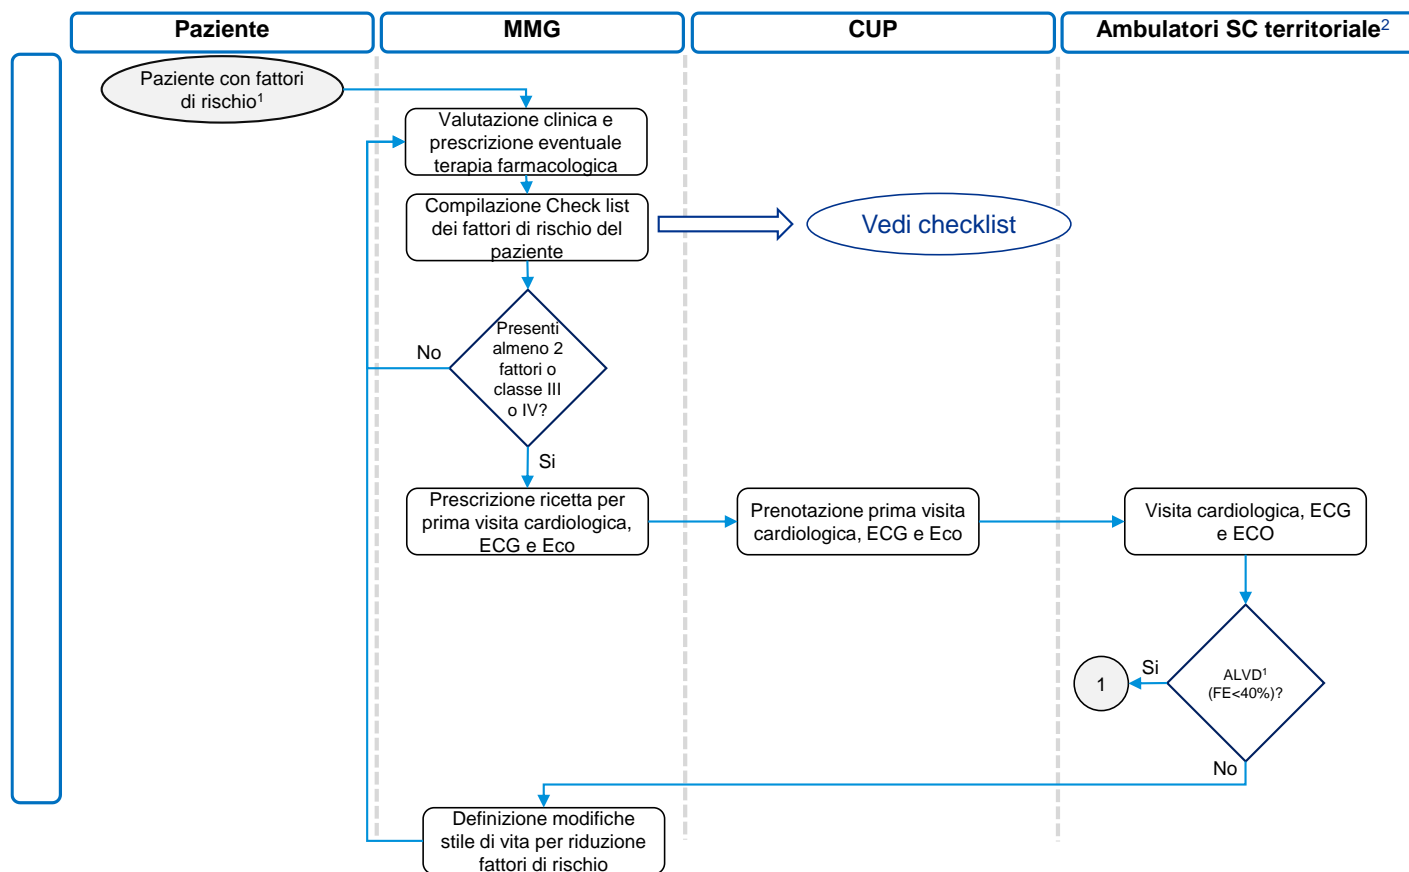 Paziente
MMG
CUP
Ambulatori SC territoriale²
Paziente con fattori
di rischio¹
Valutazione clinica e
prescrizione eventuale
terapia farmacologica
Compilazione Check list
dei fattori di rischio del
paziente
Vedi checklist
Presenti
almeno 2
fattori o
classe III
o IV?
No
Si
Prescrizione ricetta per
prima visita cardiologica,
ECG e Eco
Prenotazione prima visita
cardiologica, ECG e Eco
Visita cardiologica, ECG
e ECO
ALVD¹
(FE<40%)?
Si
1
No
Definizione modifiche
stile di vita per riduzione
fattori di rischio